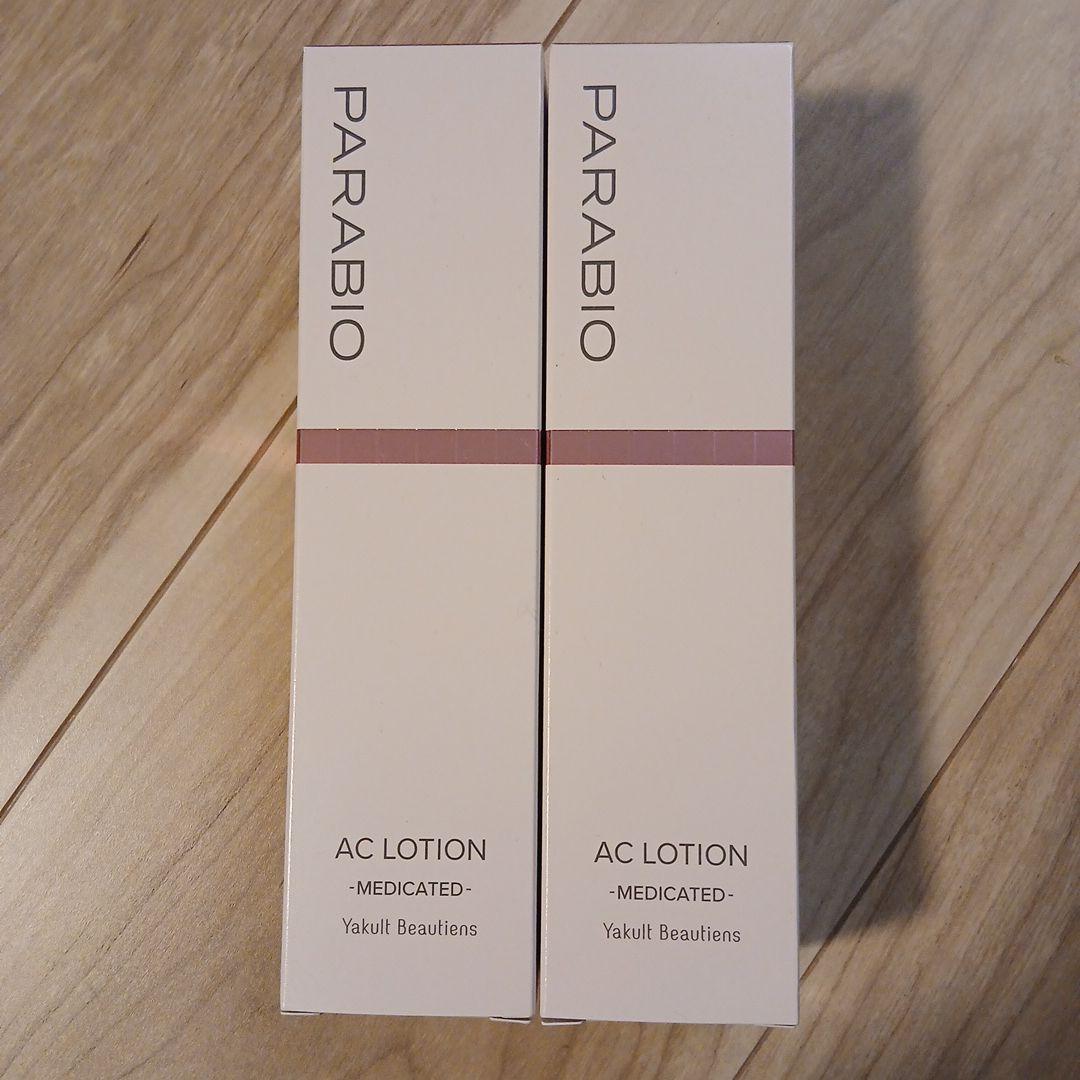 PARABIO
AC LOTION
-MEDICATED-
Yakult Beautiens
PARABIO
AC LOTION
-MEDICATED-
Yakult Beautiens